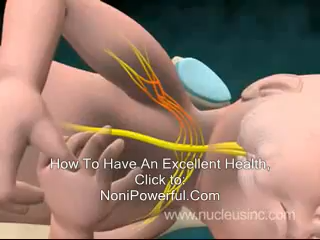 How To Have An Excellent Health,
Click to:
NoniPowerful.Com
www.nucleusinc.com